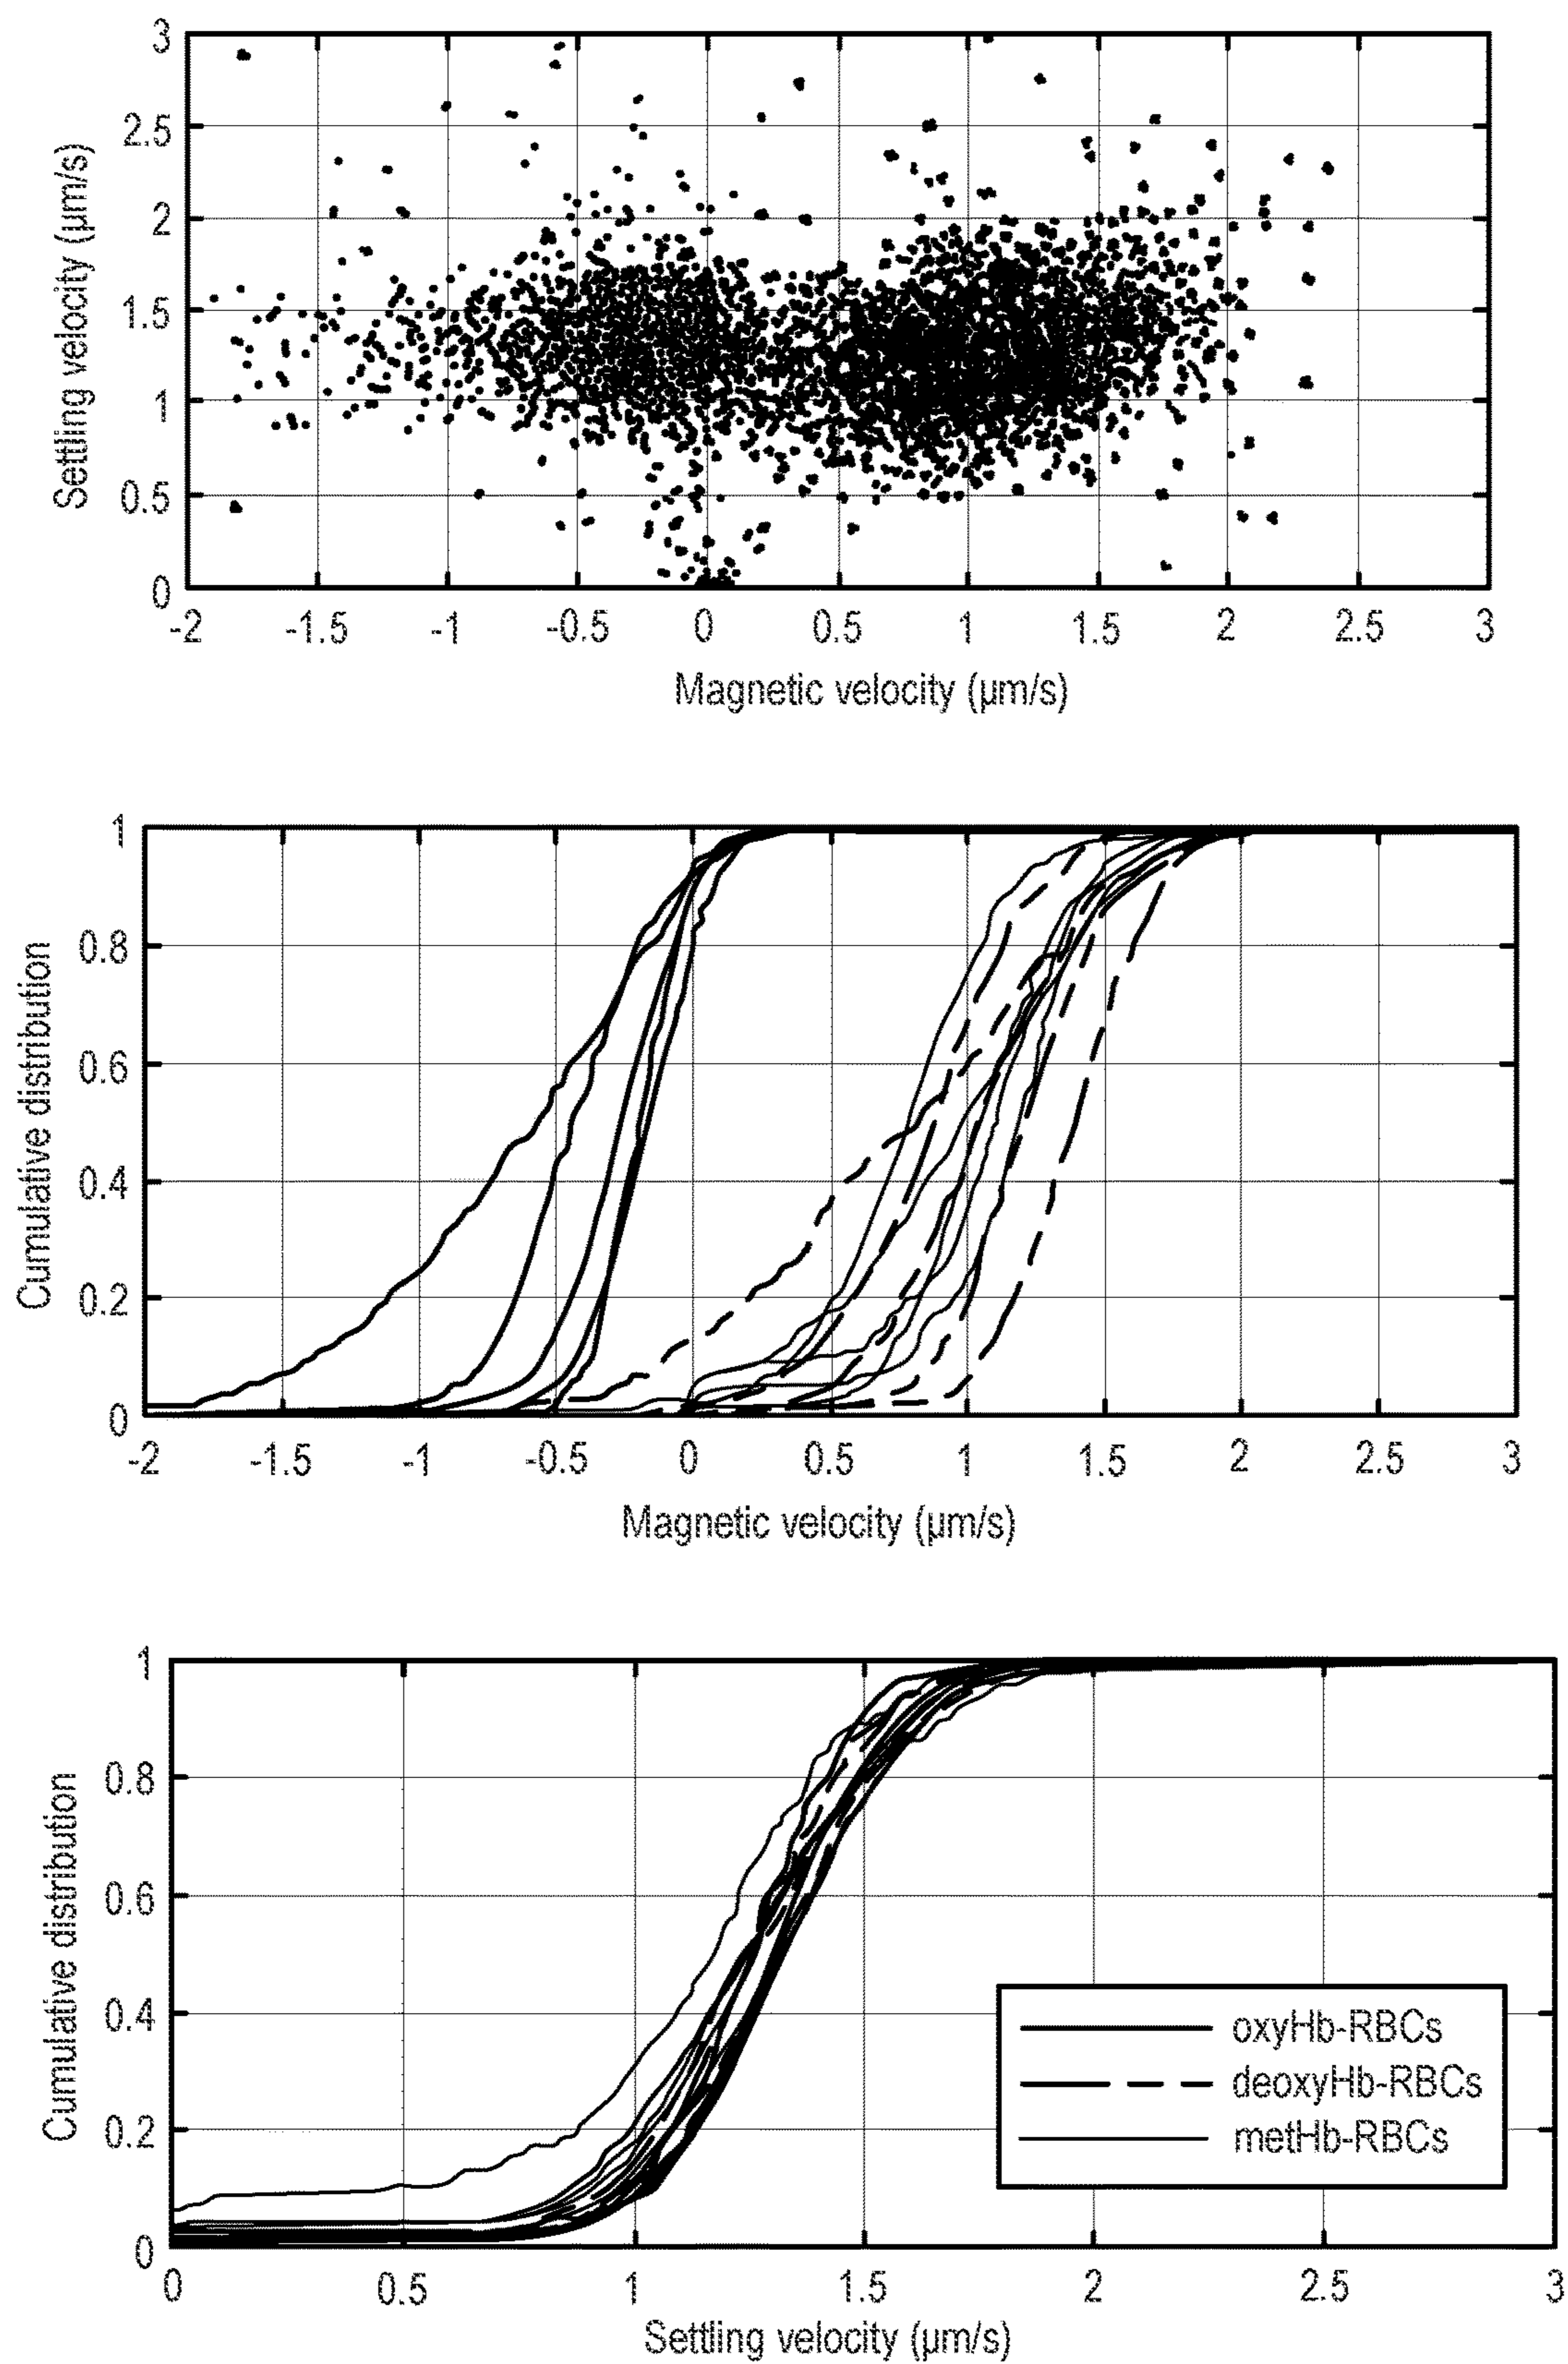 3
2.5
2
1.5
1
0.5
0
Settling velocity (µm/s)
-2 -1.5 -1 -0.5 0 0.5 1 1.5 2 2.5 3
Magnetic velocity (µm/s)
1
0.8
0.6
0.4
0.2
0
Cumulative distribution
-2 -1.5 -1 -0.5 0 0.5 1 1.5 2 2.5 3
Magnetic velocity (µm/s)
1
0.8
0.6
0.4
0.2
0
Cumulative distribution
oxyHb-RBCs
deoxyHb-RBCs
metHb-RBCs
0 0.5 1 1.5 2 2.5 3
Settling velocity (µm/s)